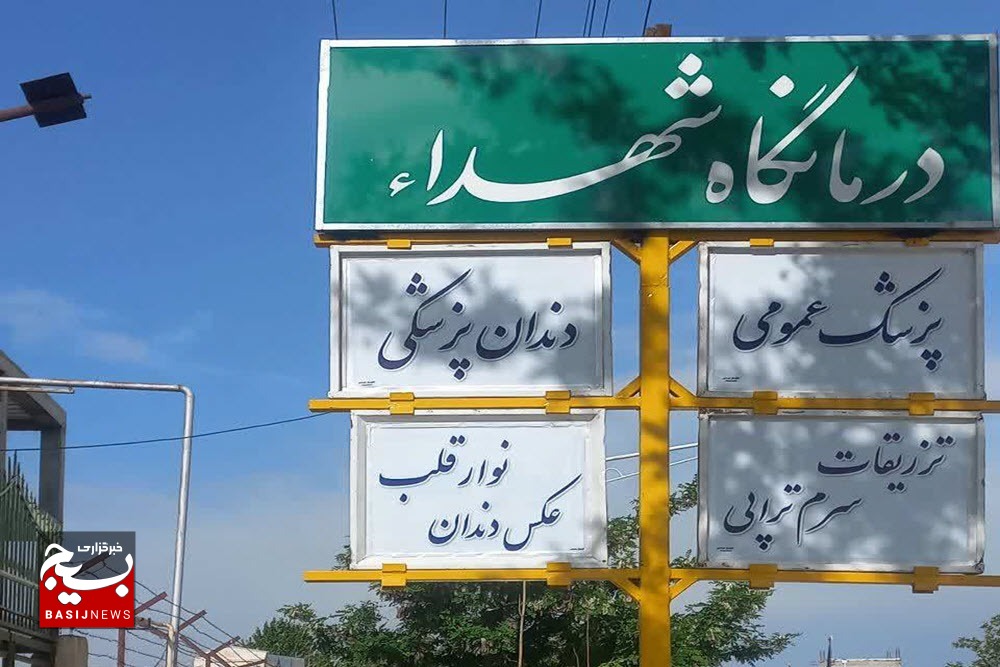 درمانگاه شهداء
پزشک عمومی
دندان پزشکی
تزریقات
سرم تراپی
نوار قلب
عکس دندان
خبرگزاری
بسیج
BASIJNEWS